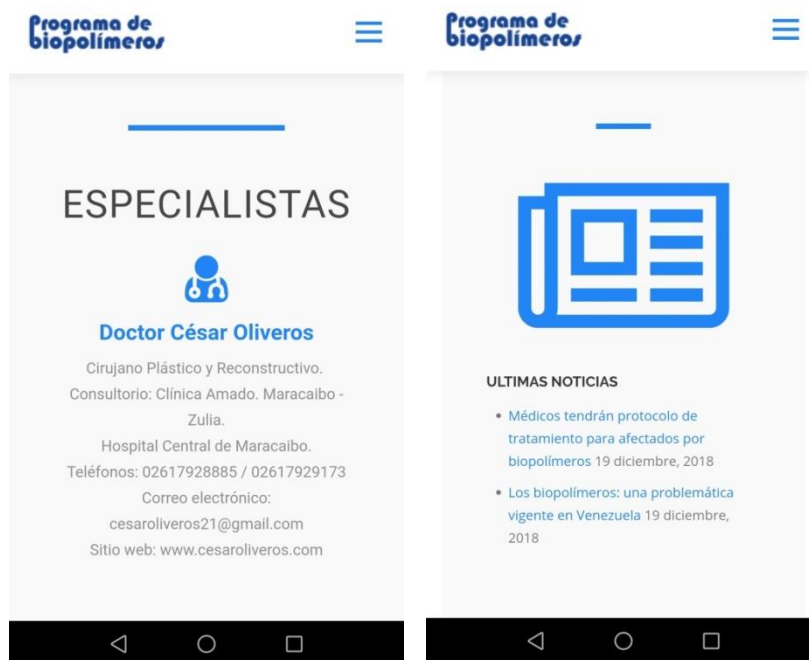 Programa de
biopolímeros
ESPECIALISTAS
Doctor César Oliveros
Cirujano Plástico y Reconstructivo.
Consultorio: Clínica Amado. Maracaibo -
Zulia.
Hospital Central de Maracaibo.
Teléfonos: 02617928885 / 02617929173
Correo electrónico:
cesaroliveros21@gmail.com
Sitio web: www.cesaroliveros.com
Programa de
biopolímeros
ULTIMAS NOTICIAS
Médicos tendrán protocolo de
tratamiento para afectados por
biopolímeros 19 diciembre, 2018
Los biopolímeros: una problemática
vigente en Venezuela 19 diciembre,
2018